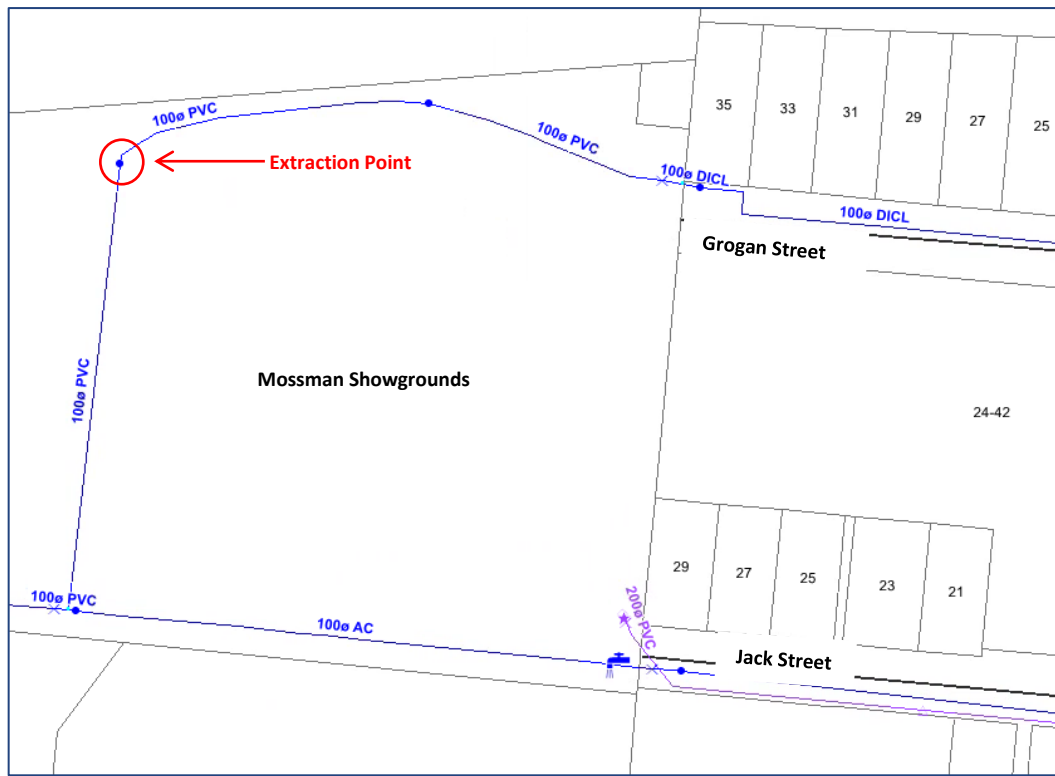 35
33
31
29
27
25
100ø PVC
100ø PVC
Extraction Point
100ø DICL
100ø DICL
Grogan Street
100ø PVC
Mossman Showgrounds
24-42
29
27
25
23
21
100ø PVC
100ø AC
200ø PVC
Jack Street